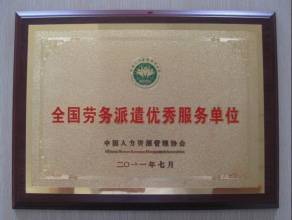 全国劳务派遣优秀服务单位
中国人力资源管理协会
二〇一一年七月